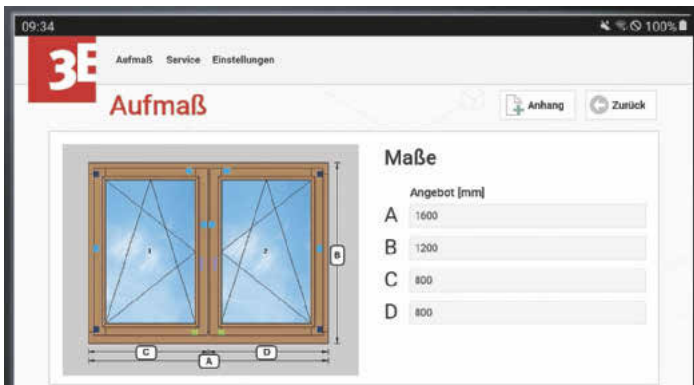 09:34 100%
3E
Aufmaß Service Einstellungen
Aufmaß
Anhang Zurück
Maße
Angebot [mm]
A 1600
B 1200
C 800
D 800
1 2
B
C D
A